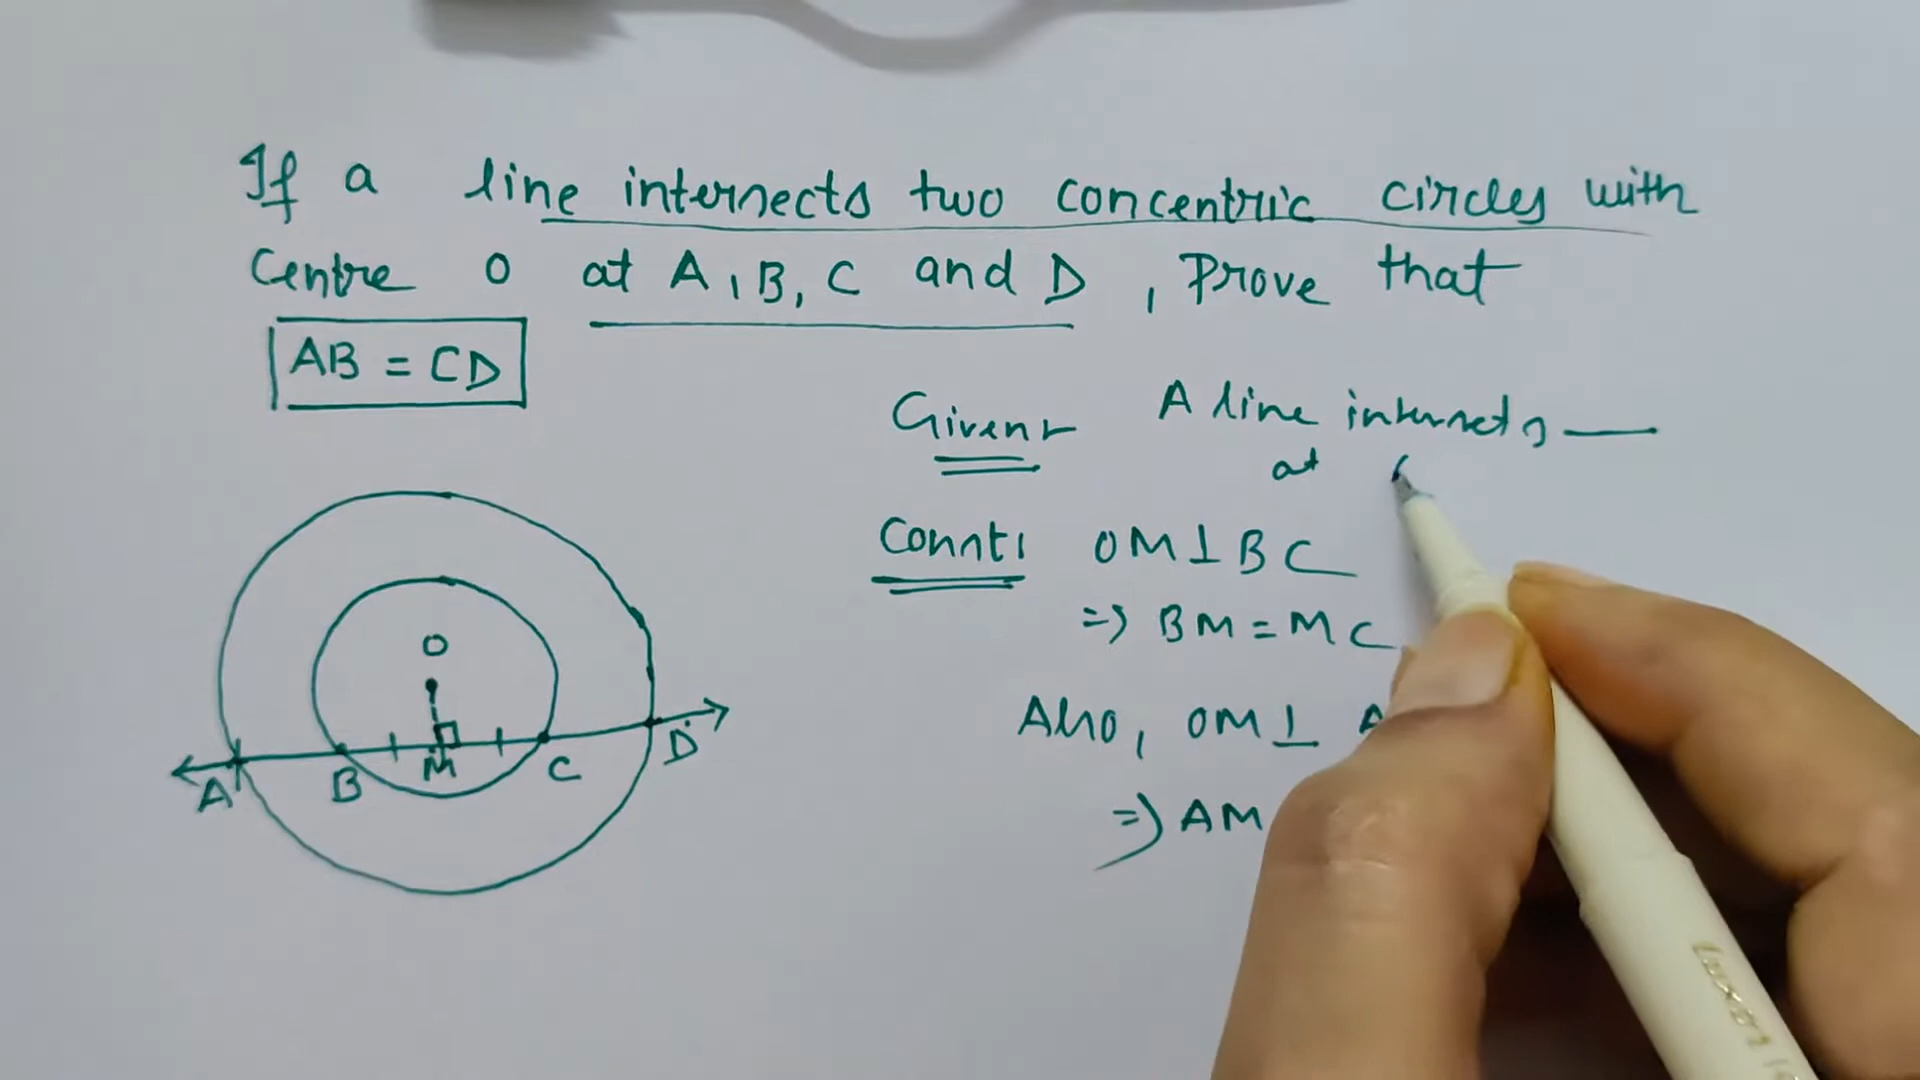 If a line intersects two concentric circles with
centre O at A, B, C and D, Prove that
AB = CD
Given A line intersects —
at
Const: OM ⊥ BC
=> BM = MC
Also, OM ⊥ A
=> AM
O
A B M C D
Luxor